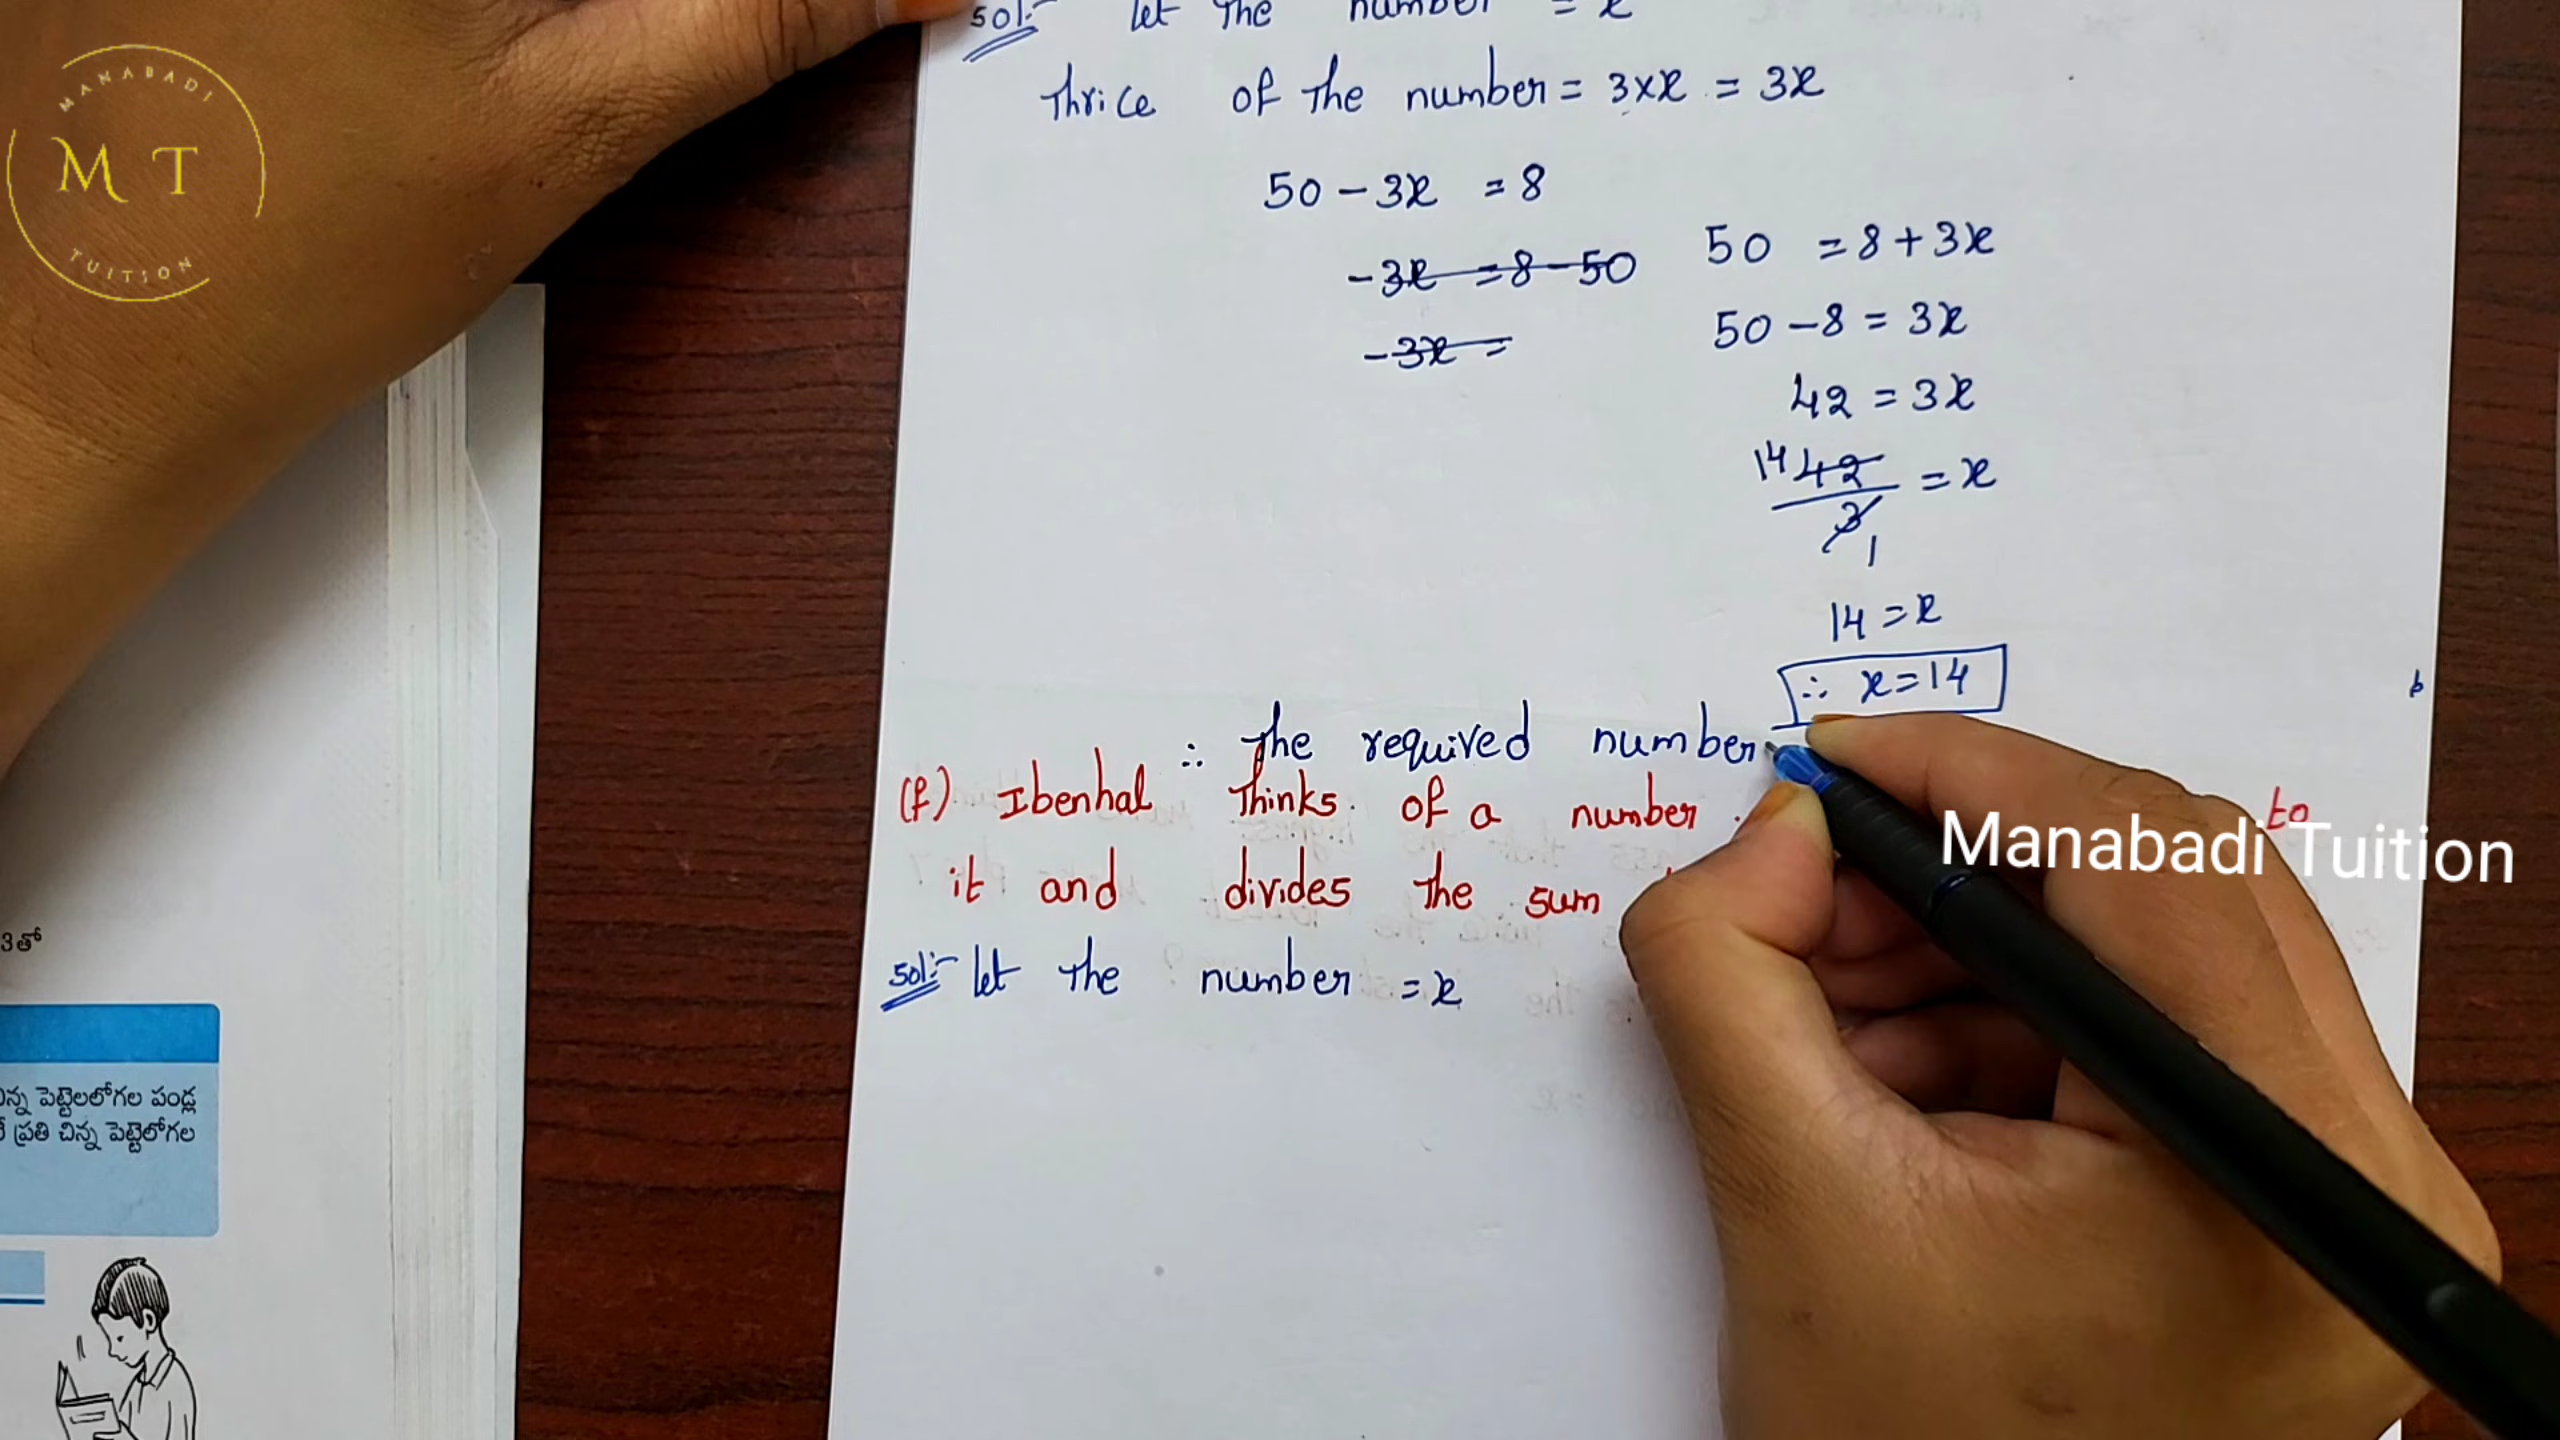 MANABADI
M T
TUITION
Sol:- let the number = x
Thrice of the number = 3×x = 3x
50 - 3x = 8
-3x = 8 - 50
-3x =
50 = 8 + 3x
50 - 8 = 3x
42 = 3x
14 42
3 = x
1
14 = x
∴ x = 14
∴ The required number
(f) Ibenhal Thinks of a number . to
it and divides the sum
Sol:- let the number = x
Manabadi Tuition
3తో
పెట్టెలలోగల పండ్ల
ప్రతి చిన్న పెట్టెలోగల